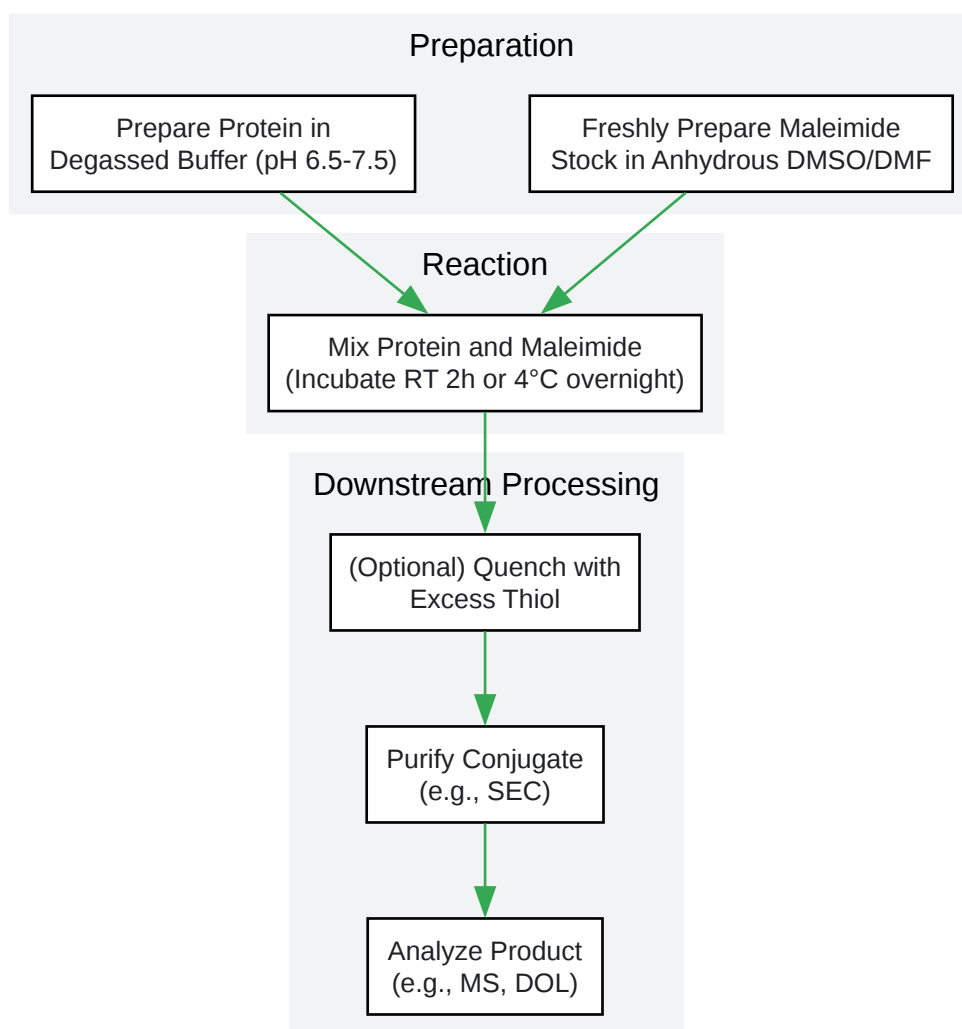 Preparation
Prepare Protein in
Degassed Buffer (pH 6.5-7.5)
Freshly Prepare Maleimide
Stock in Anhydrous DMSO/DMF
Reaction
Mix Protein and Maleimide
(Incubate RT 2h or 4°C overnight)
Downstream Processing
(Optional) Quench with
Excess Thiol
Purify Conjugate
(e.g., SEC)
Analyze Product
(e.g., MS, DOL)